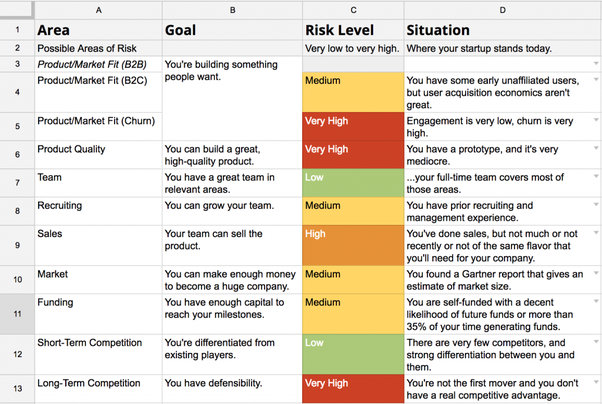 A B C D
1 Area Goal Risk Level Situation
2 Possible Areas of Risk Very low to very high. Where your startup stands today.
3 Product/Market Fit (B2B) You're building something
people want.
4 Product/Market Fit (B2C) Medium You have some early unaffiliated users,
but user acquisition economics aren't
great.
5 Product/Market Fit (Churn) Very High Engagement is very low, churn is very
high.
6 Product Quality You can build a great, Very High You have a prototype, and it's very
high-quality product. mediocre.
7 Team You have a great team in Low ...your full-time team covers most of
relevant areas. those areas.
8 Recruiting You can grow your team. Medium You have prior recruiting and
management experience.
9 Sales Your team can sell the High You've done sales, but not much or not
product. recently or not of the same flavor that
you'll need for your company.
10 Market You can make enough money Medium You found a Gartner report that gives an
to become a huge company. estimate of market size.
11 Funding You have enough capital to Medium You are self-funded with a decent
reach your milestones. likelihood of future funds or more than
35% of your time generating funds.
12 Short-Term Competition You're differentiated from Low There are very few competitors, and
existing players. strong differentiation between you and
them.
13 Long-Term Competition You have defensibility. Very High You're not the first mover and you don't
have a real competitive advantage.